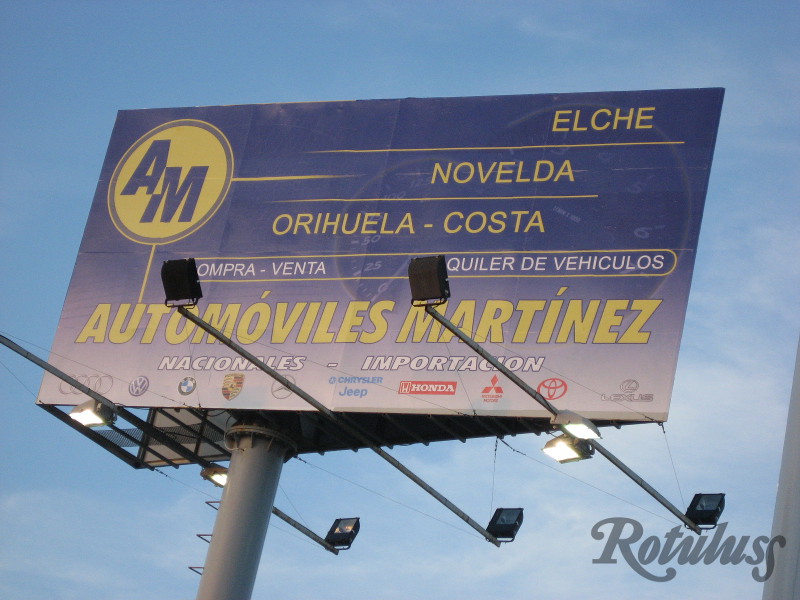 AM
ELCHE
NOVELDA
ORIHUELA - COSTA
OMPRA - VENTA QUILER DE VEHICULOS
AUTOMÓVILES MARTÍNEZ
NACIONALES - IMPORTACION
CHRYSLER
Jeep
HONDA
LEXUS
Rotuluss